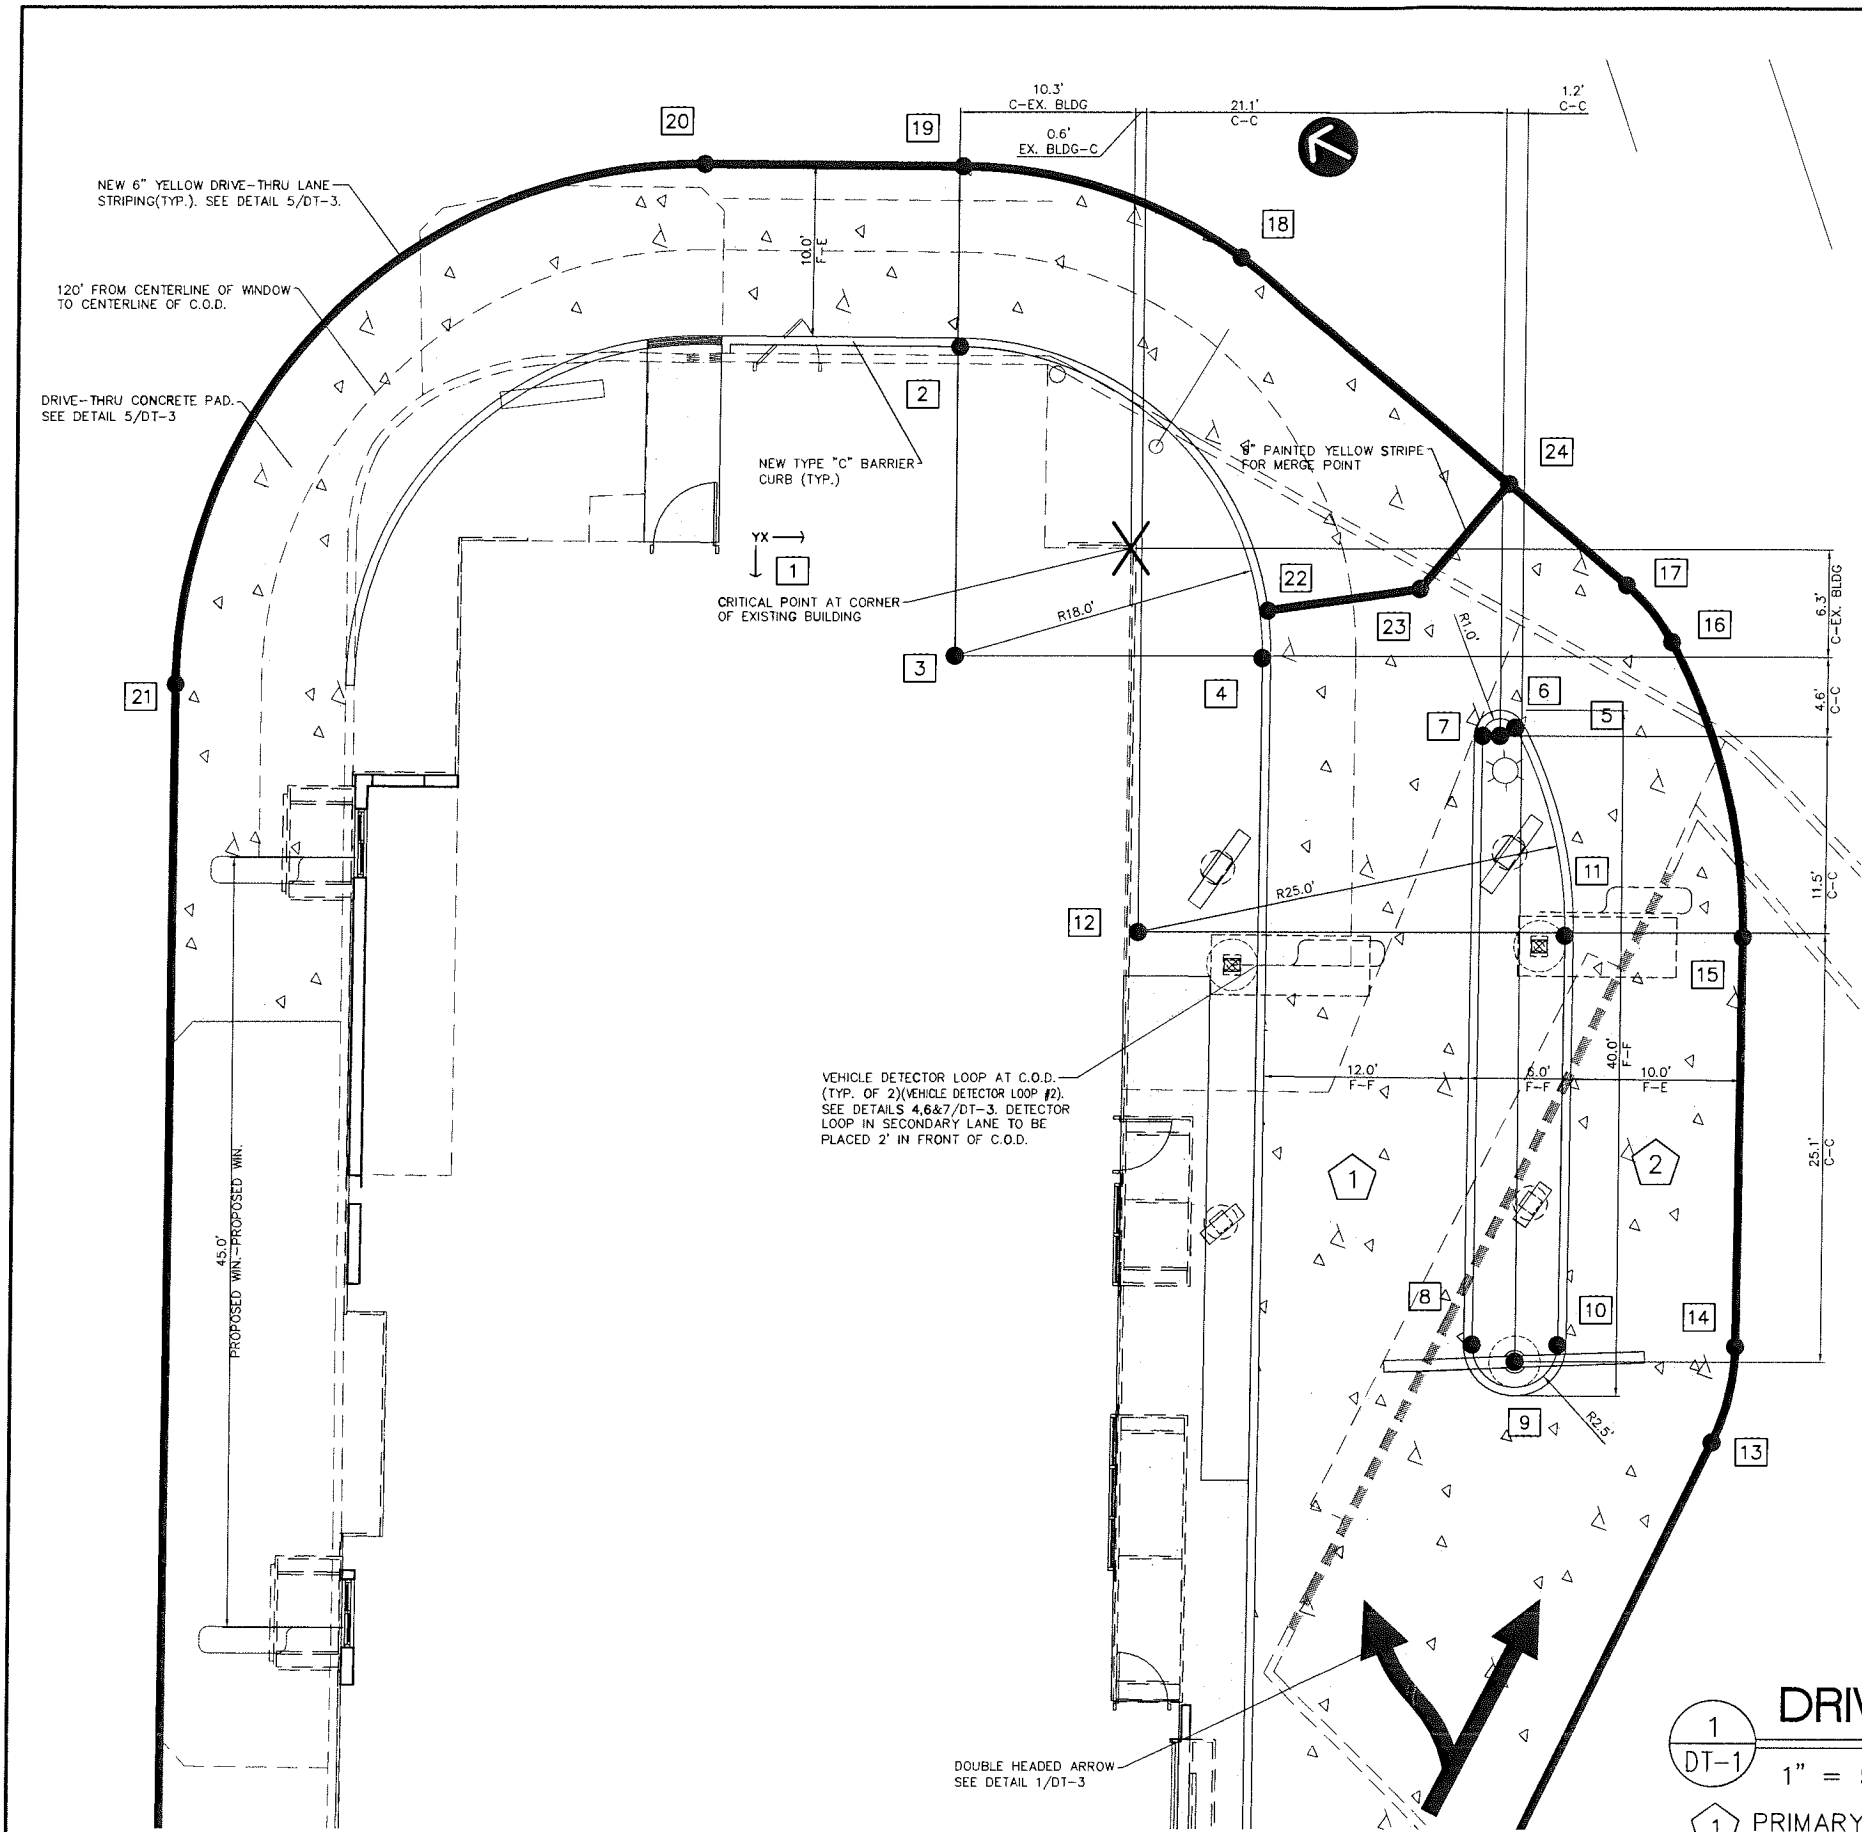 10.3'
C-EX. BLDG
0.6'
EX. BLDG-C
21.1'
C-C
1.2'
C-C
20
19
18
NEW 6" YELLOW DRIVE-THRU LANE
STRIPING(TYP.). SEE DETAIL 5/DT-3.
10.0'
F-E
120' FROM CENTERLINE OF WINDOW
TO CENTERLINE OF C.O.D.
DRIVE-THRU CONCRETE PAD.
SEE DETAIL 5/DT-3
2
NEW TYPE "C" BARRIER
CURB (TYP.)
PAINTED YELLOW STRIPE
FOR MERGE POINT
24
YX
1
CRITICAL POINT AT CORNER
OF EXISTING BUILDING
R18.0'
22
23
R1.0'
17
16
6.3'
C-EX. BLDG
3
4
21
7
6
5
4.6'
C-C
11
11.5'
C-C
R25.0'
12
15
VEHICLE DETECTOR LOOP AT C.O.D.
(TYP. OF 2)(VEHICLE DETECTOR LOOP #2).
SEE DETAILS 4,6&7/DT-3. DETECTOR
LOOP IN SECONDARY LANE TO BE
PLACED 2' IN FRONT OF C.O.D.
12.0'
F-F
6.0'
F-F
40.0'
F-F
10.0'
F-E
25.1'
C-C
1
2
45.0'
PROPOSED WIN.-PROPOSED WIN.
8
10
14
9
R2.5'
13
DOUBLE HEADED ARROW
SEE DETAIL 1/DT-3
1
DT-1
DRIV
1" =
1
PRIMARY